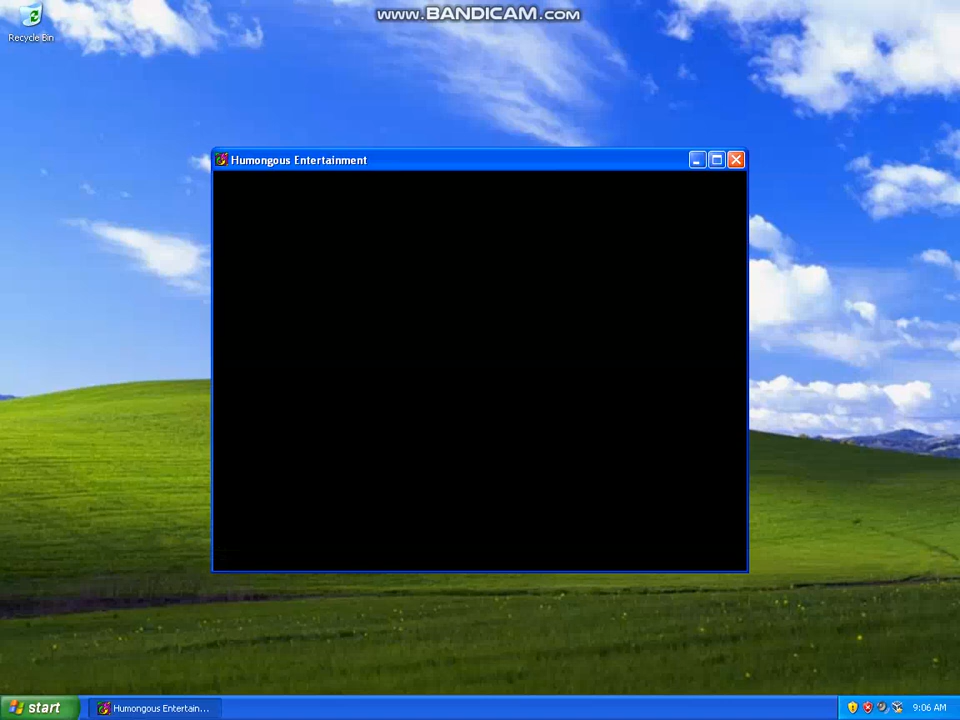 www.BANDICAM.com
Recycle Bin
Humongous Entertainment
start
Humongous Entertain...
9:06 AM